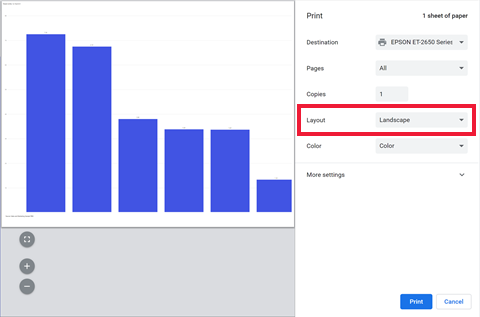 Print
1 sheet of paper
Destination
EPSON ET-2650 Series
Pages
All
Copies
1
Layout
Landscape
Color
Color
More settings
Print
Cancel